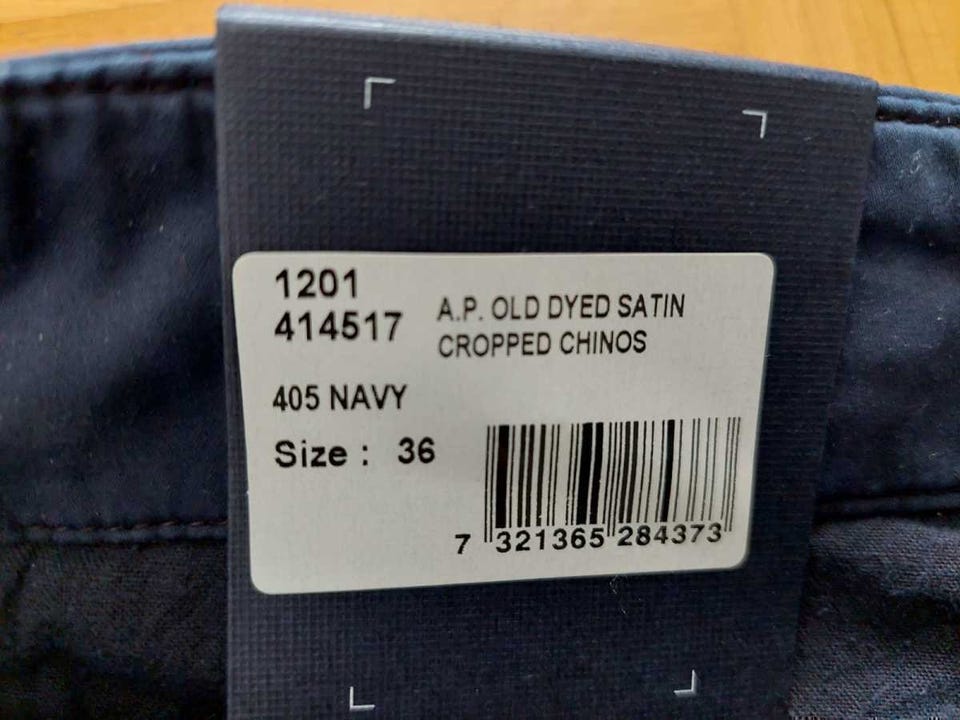 1201
414517
A.P. OLD DYED SATIN
CROPPED CHINOS
405 NAVY
Size : 36
7 321365 284373